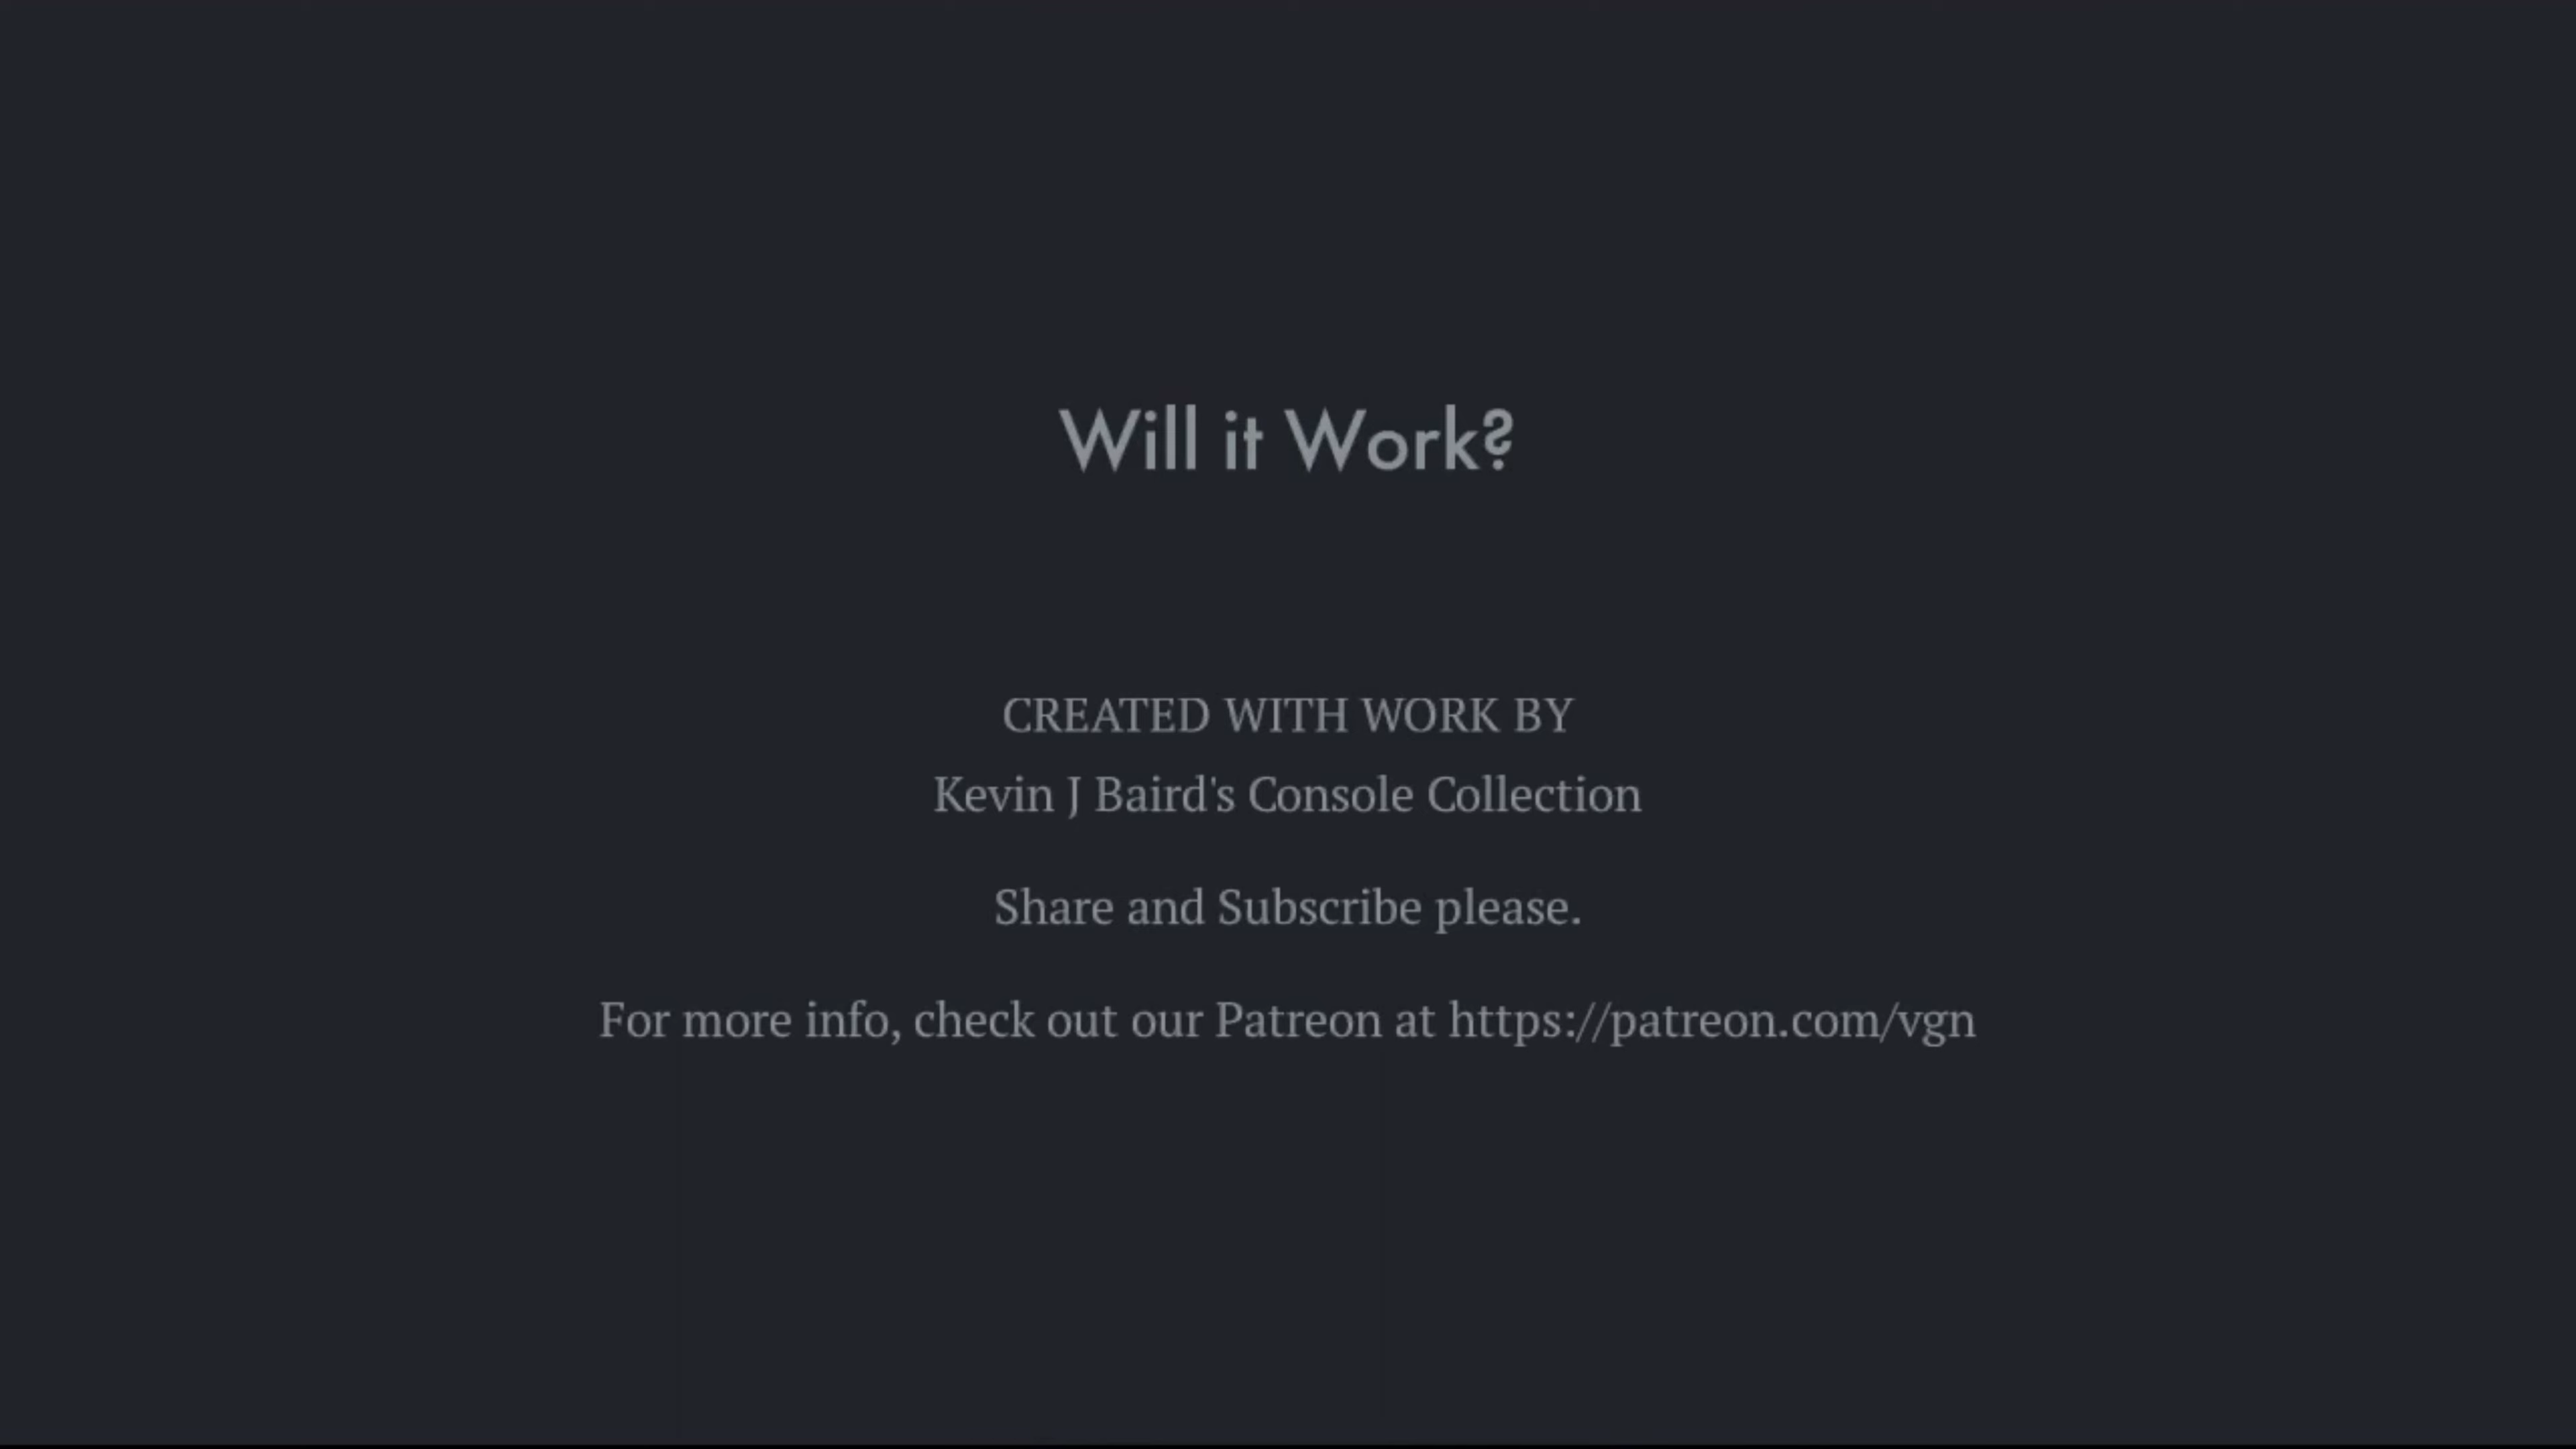 Will it Work?
CREATED WITH WORK BY
Kevin J Baird's Console Collection
Share and Subscribe please.
For more info, check out our Patreon at https://patreon.com/vgn